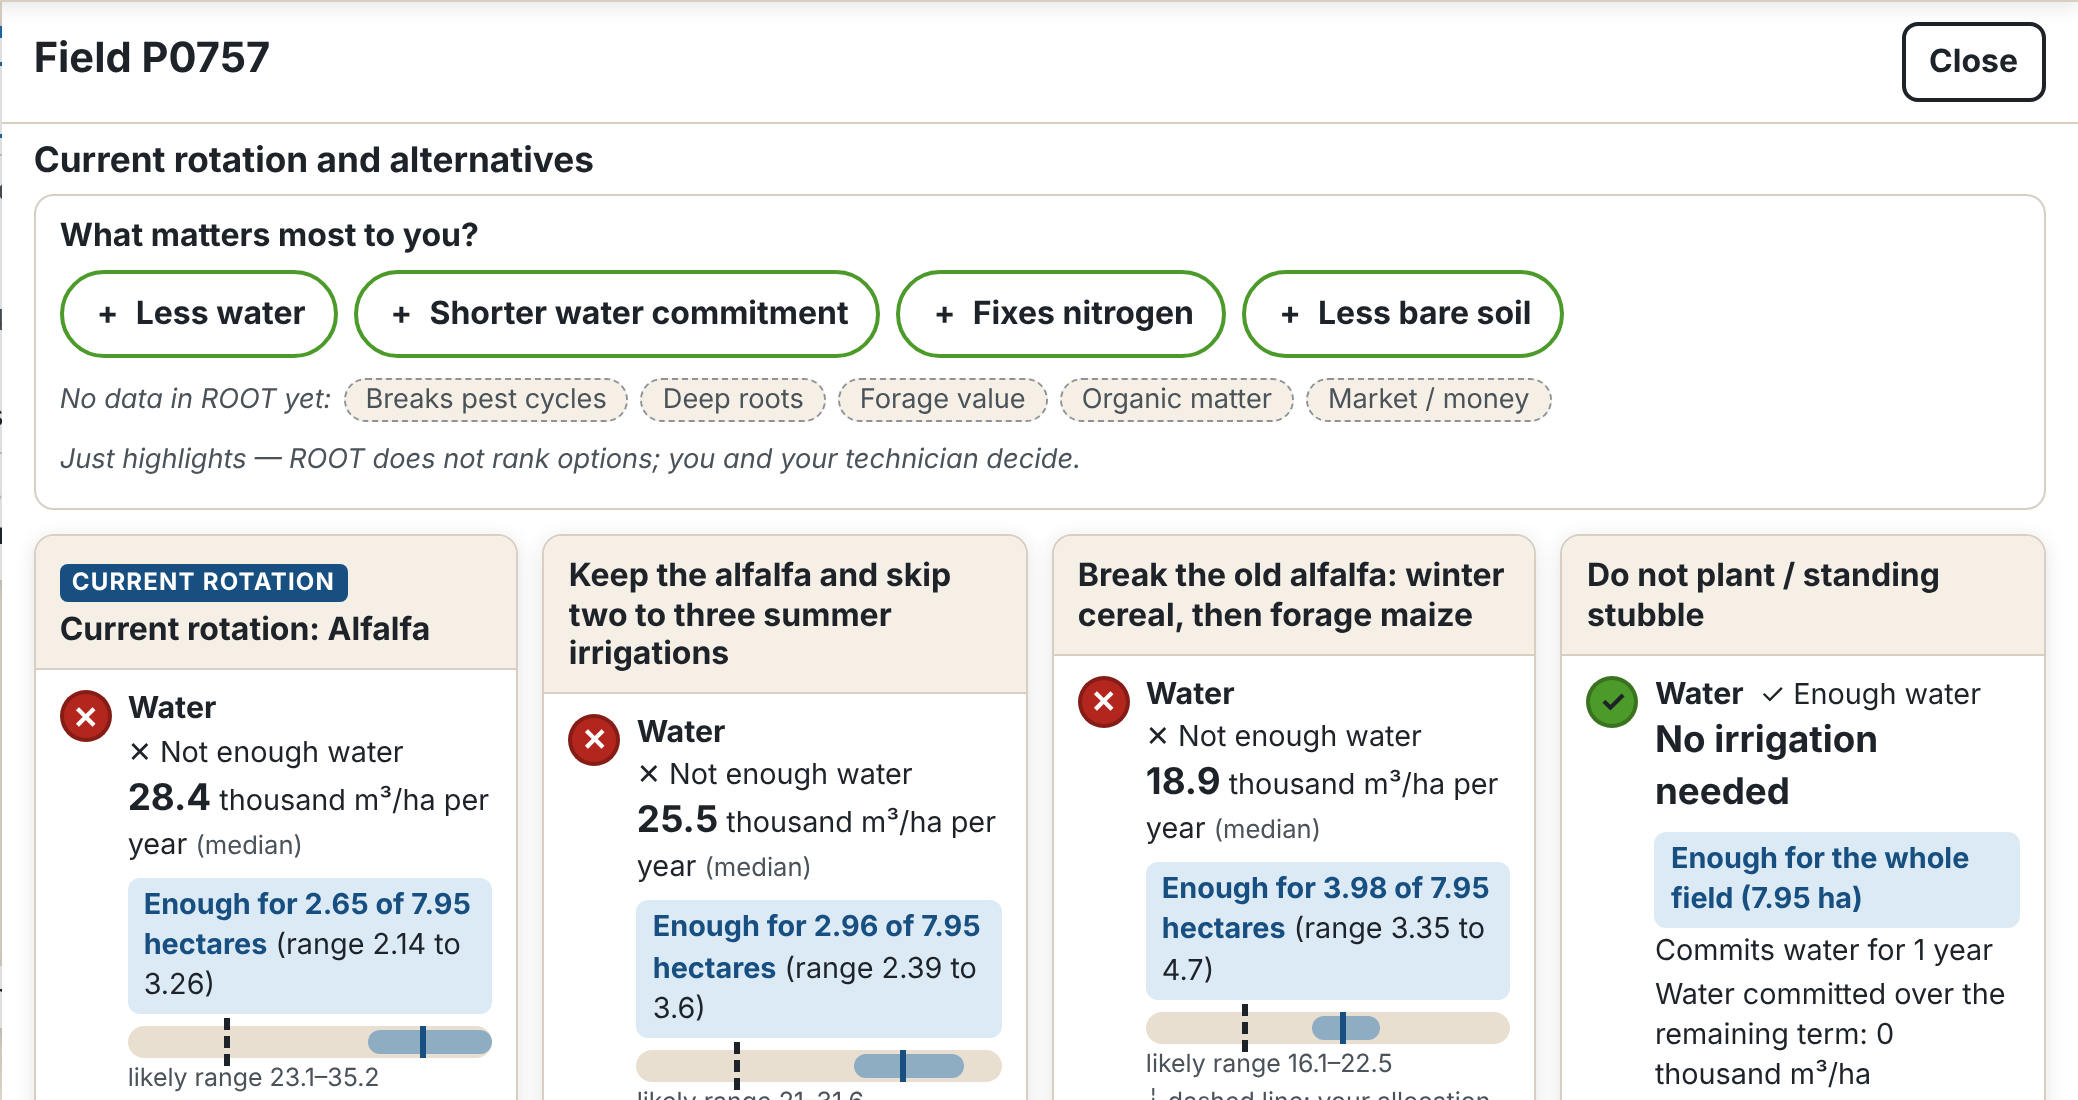 Field P0757
Close
Current rotation and alternatives
What matters most to you?
+ Less water
+ Shorter water commitment
+ Fixes nitrogen
+ Less bare soil
No data in ROOT yet:
Breaks pest cycles
Deep roots
Forage value
Organic matter
Market / money
Just highlights — ROOT does not rank options; you and your technician decide.
CURRENT ROTATION
Current rotation: Alfalfa
Water
✕ Not enough water
28.4 thousand m³/ha per
year (median)
Enough for 2.65 of 7.95
hectares (range 2.14 to
3.26)
likely range 23.1–35.2
Keep the alfalfa and skip
two to three summer
irrigations
Water
✕ Not enough water
25.5 thousand m³/ha per
year (median)
Enough for 2.96 of 7.95
hectares (range 2.39 to
3.6)
likely range 21–31.6
Break the old alfalfa: winter
cereal, then forage maize
Water
✕ Not enough water
18.9 thousand m³/ha per
year (median)
Enough for 3.98 of 7.95
hectares (range 3.35 to
4.7)
likely range 16.1–22.5
dashed line: your allocation
Do not plant / standing
stubble
Water ✓ Enough water
No irrigation
needed
Enough for the whole
field (7.95 ha)
Commits water for 1 year
Water committed over the
remaining term: 0
thousand m³/ha